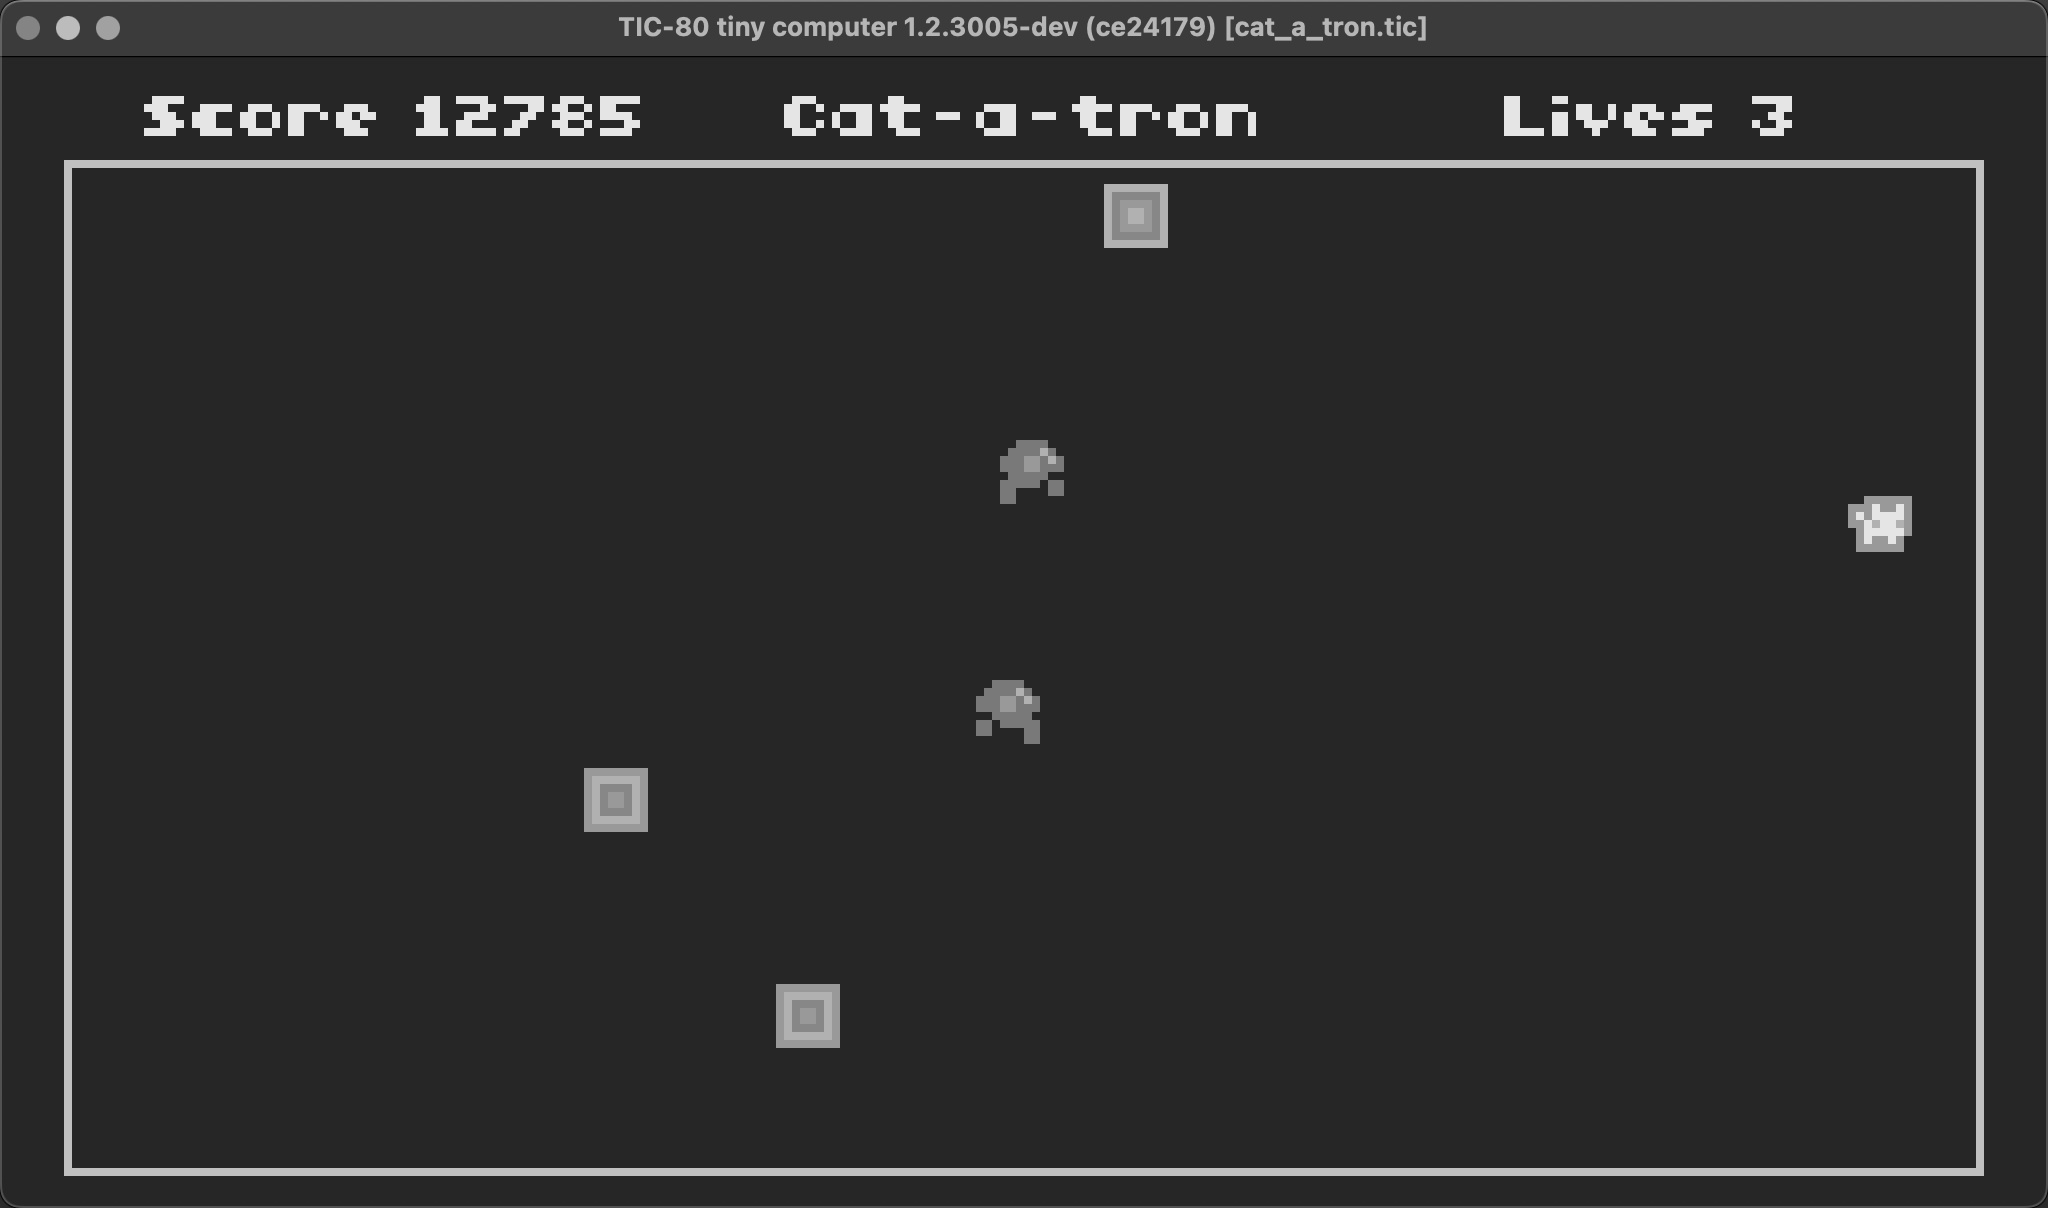 TIC-80 tiny computer 1.2.3005-dev (ce24179) [cat_a_tron.tic]
Score 12785 Cat-a-tron Lives 3